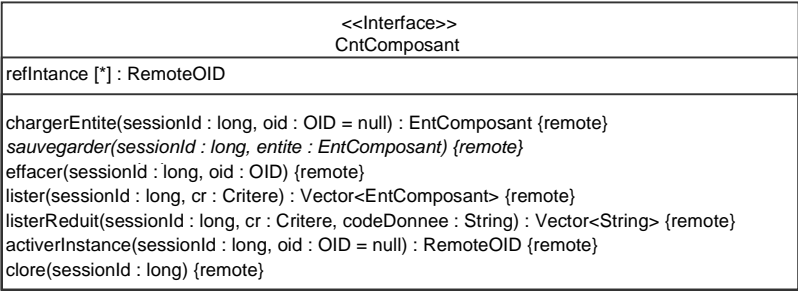 <<Interface>>
CntComposant
refIntance [*] : RemoteOID
chargerEntite(sessionId : long, oid : OID = null) : EntComposant {remote}
sauvegarder(sessionId : long, entite : EntComposant) {remote}
effacer(sessionId : long, oid : OID) {remote}
lister(sessionId : long, cr : Critere) : Vector<EntComposant> {remote}
listerReduit(sessionId : long, cr : Critere, codeDonnee : String) : Vector<String> {remote}
activerInstance(sessionId : long, oid : OID = null) : RemoteOID {remote}
clore(sessionId : long) {remote}